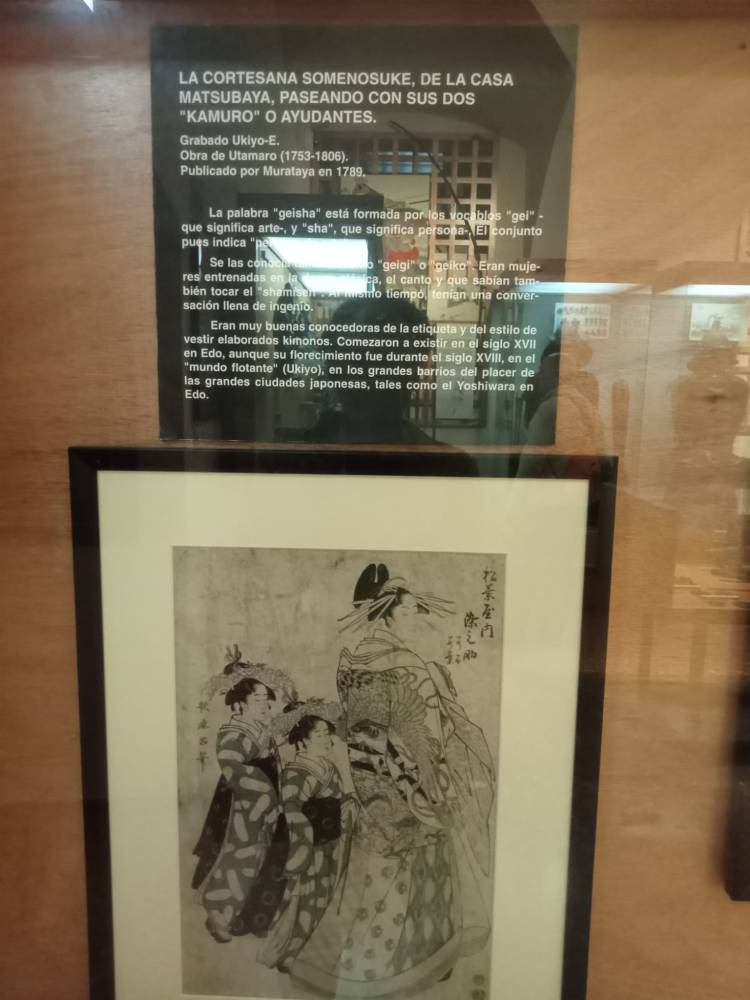 LA CORTESANA SOMENOSUKE, DE LA CASA
MATSUBAYA, PASEANDO CON SUS DOS
"KAMURO" O AYUDANTES.
Grabado Ukiyo-E.
Obra de Utamaro (1753-1806).
Publicado por Murataya en 1789.
La palabra "geisha" está formada por los vocablos "gei" -
que significa arte-, y "sha", que significa persona-. El conjunto
pues indica
Se las "geigi" o "geiko". Eran muje-
res entrenadas en la el canto y que sabían tam-
bién tocar el "shamisen". Al mismo tiempo, tenían una conver-
sación llena de ingenio.
Eran muy buenas conocedoras de la etiqueta y del estilo de
vestir elaborados kimonos. Comezaron a existir en el siglo XVII
en Edo, aunque su florecimiento fue durante el siglo XVIII, en el
"mundo flotante" (Ukiyo), en los grandes barrios del placer de
las grandes ciudades japonesas, tales como el Yoshiwara en
Edo.
松葉屋内
染之助
歌麿筆